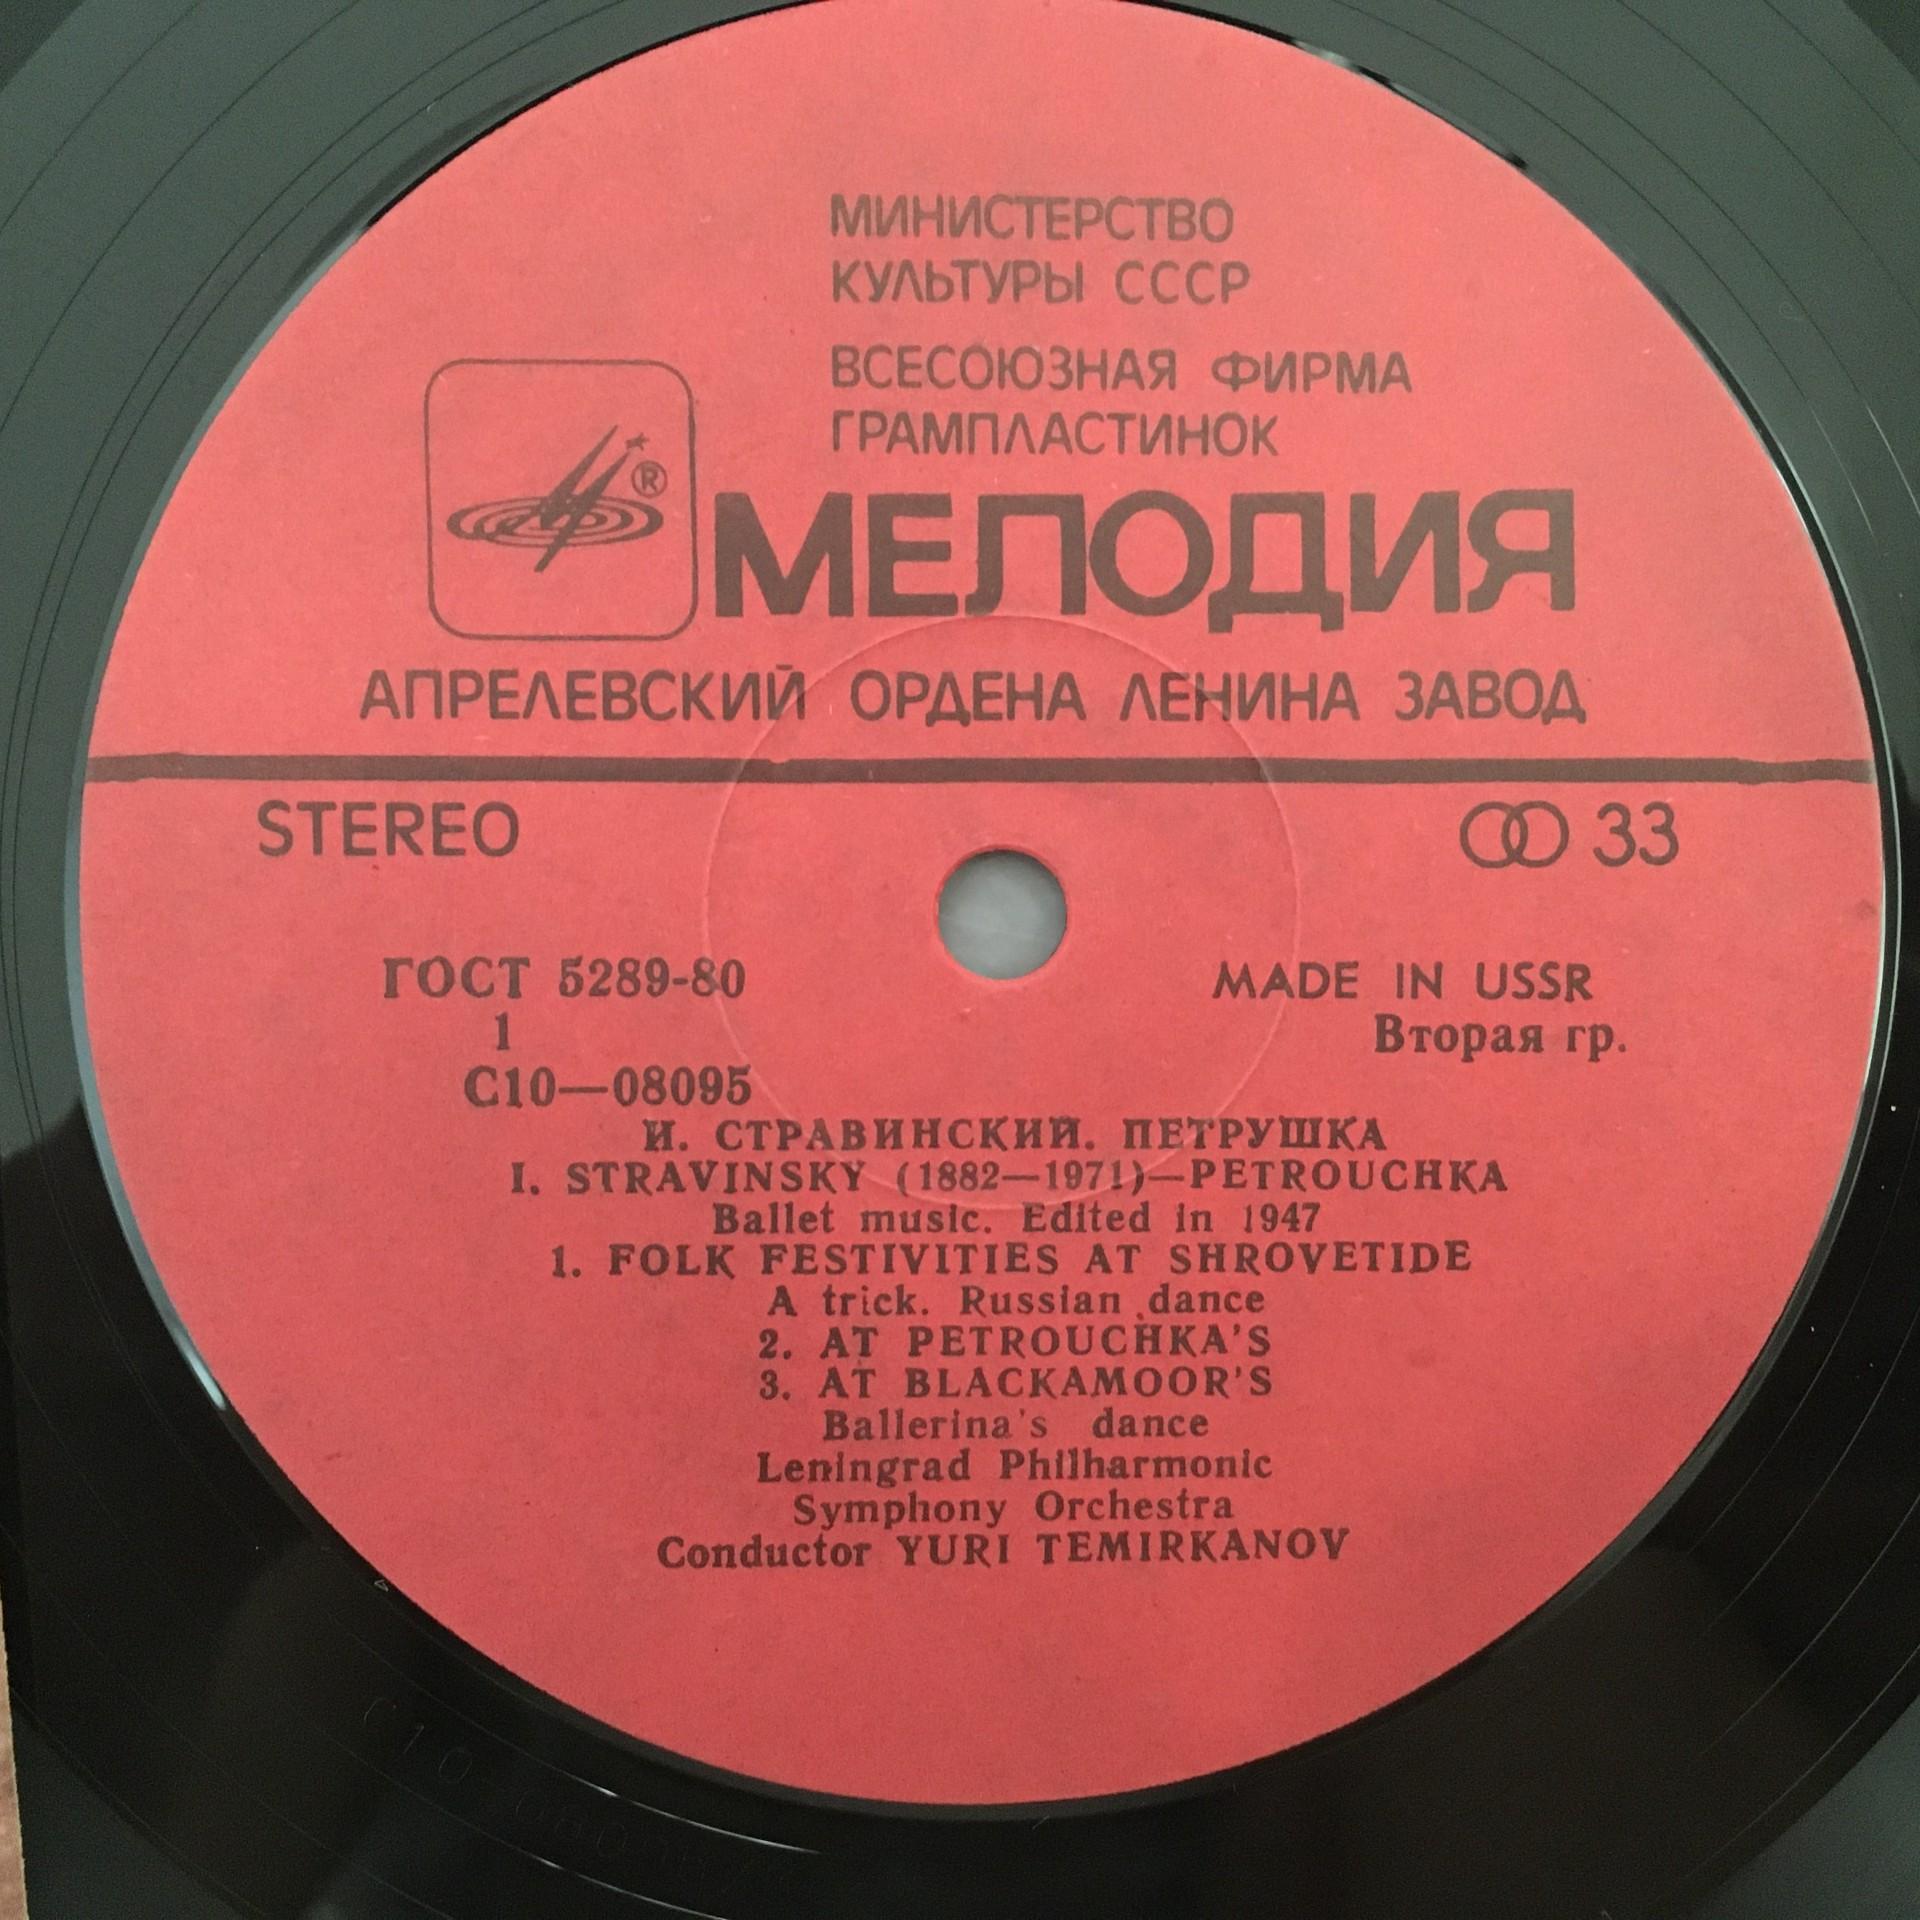 МИНИСТЕРСТВО
КУЛЬТУРЫ СССР
ВСЕСОЮЗНАЯ ФИРМА
ГРАМПЛАСТИНОК
®
МЕЛОДИЯ
АПРЕЛЕВСКИЙ ОРДЕНА ЛЕНИНА ЗАВОД
STEREO
33
ГОСТ 5289-80
MADE IN USSR
1
Вторая гр.
С10—08095
И. СТРАВИНСКИЙ. ПЕТРУШКА
I. STRAVINSKY (1882—1971)—PETROUCHKA
Ballet music. Edited in 1947
1. FOLK FESTIVITIES AT SHROVETIDE
A trick. Russian dance
2. AT PETROUCHKA'S
3. AT BLACKAMOOR'S
Ballerina's dance
Leningrad Philharmonic
Symphony Orchestra
Conductor YURI TEMIRKANOV